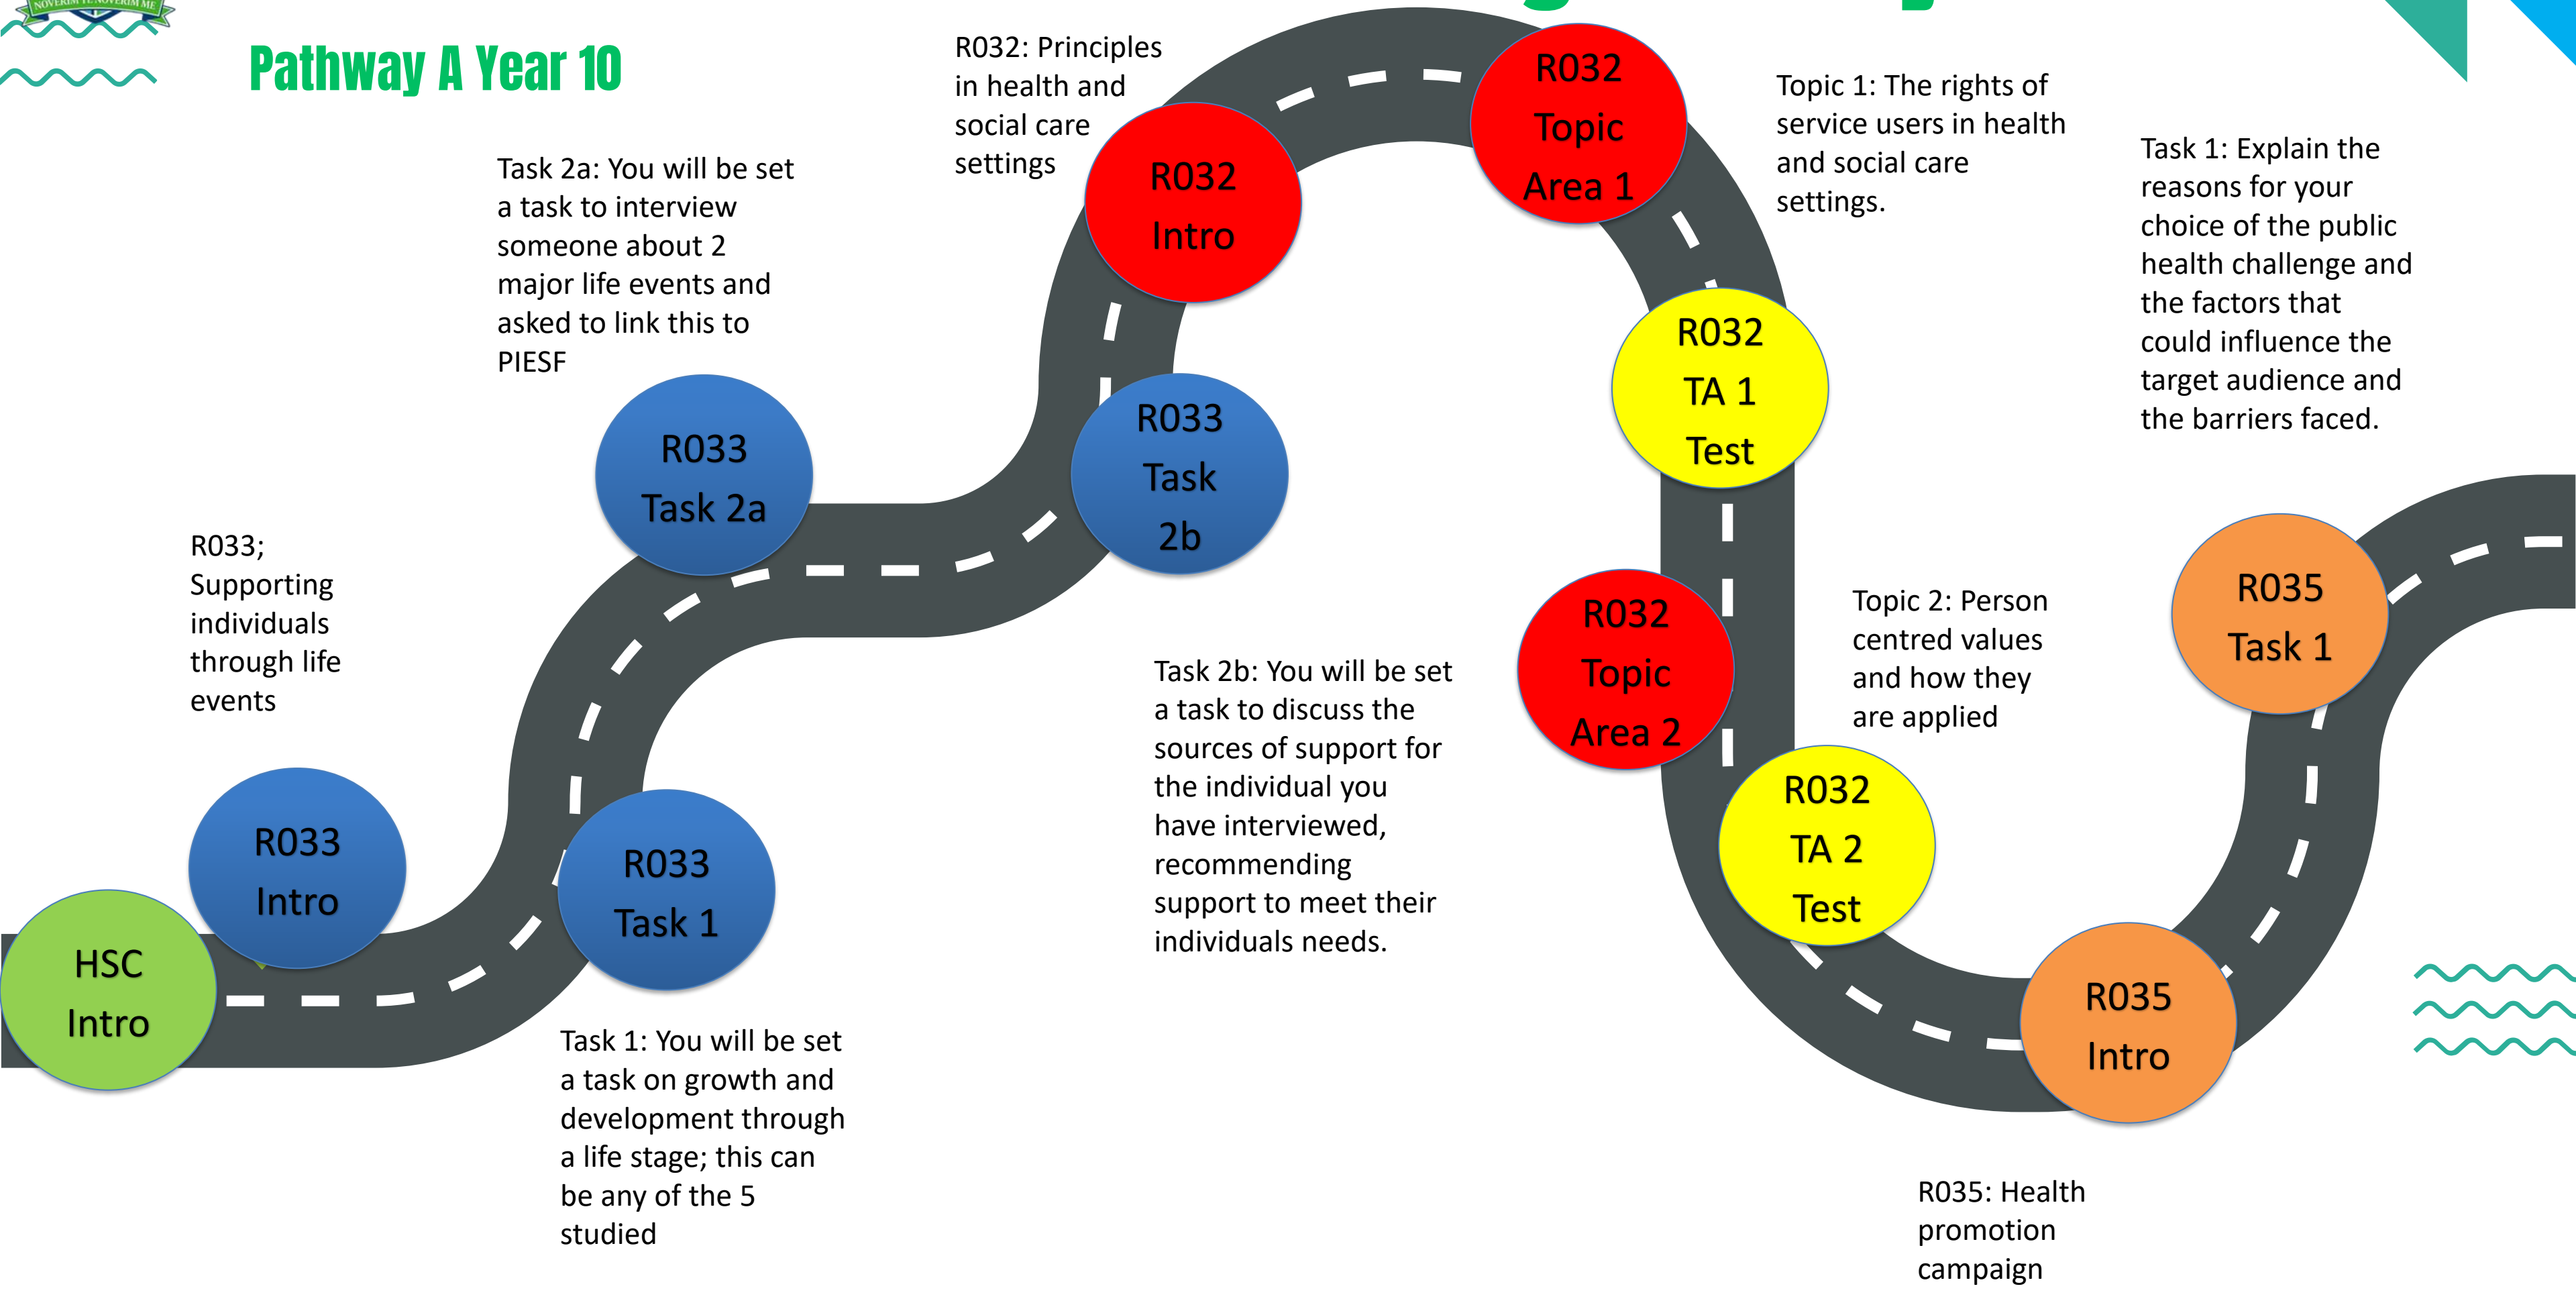 NOVERIM TE NOVERIM ME
Pathway A Year 10
R032: Principles
in health and
social care
settings
R032
Topic
Area 1
Topic 1: The rights of
service users in health
and social care
settings.
Task 1: Explain the
reasons for your
choice of the public
health challenge and
the factors that
could influence the
target audience and
the barriers faced.
Task 2a: You will be set
a task to interview
someone about 2
major life events and
asked to link this to
PIESF
R032
Intro
R032
TA 1
Test
R033
Task 2a
R033
Task
2b
R033;
Supporting
individuals
through life
events
R032
Topic
Area 2
Topic 2: Person
centred values
and how they
are applied
R035
Task 1
Task 2b: You will be set
a task to discuss the
sources of support for
the individual you
have interviewed,
recommending
support to meet their
individuals needs.
R033
Intro
R033
Task 1
R032
TA 2
Test
HSC
Intro
R035
Intro
Task 1: You will be set
a task on growth and
development through
a life stage; this can
be any of the 5
studied
R035: Health
promotion
campaign